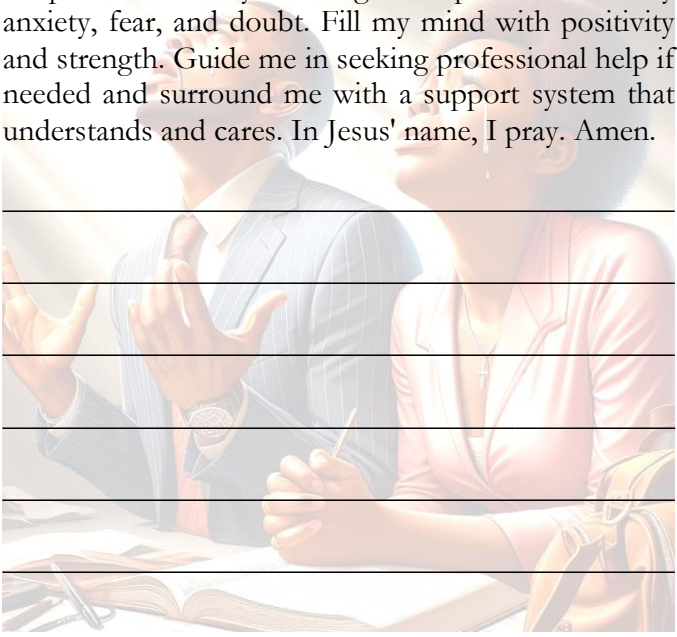 anxiety, fear, and doubt. Fill my mind with positivity
and strength. Guide me in seeking professional help if
needed and surround me with a support system that
understands and cares. In Jesus' name, I pray. Amen.